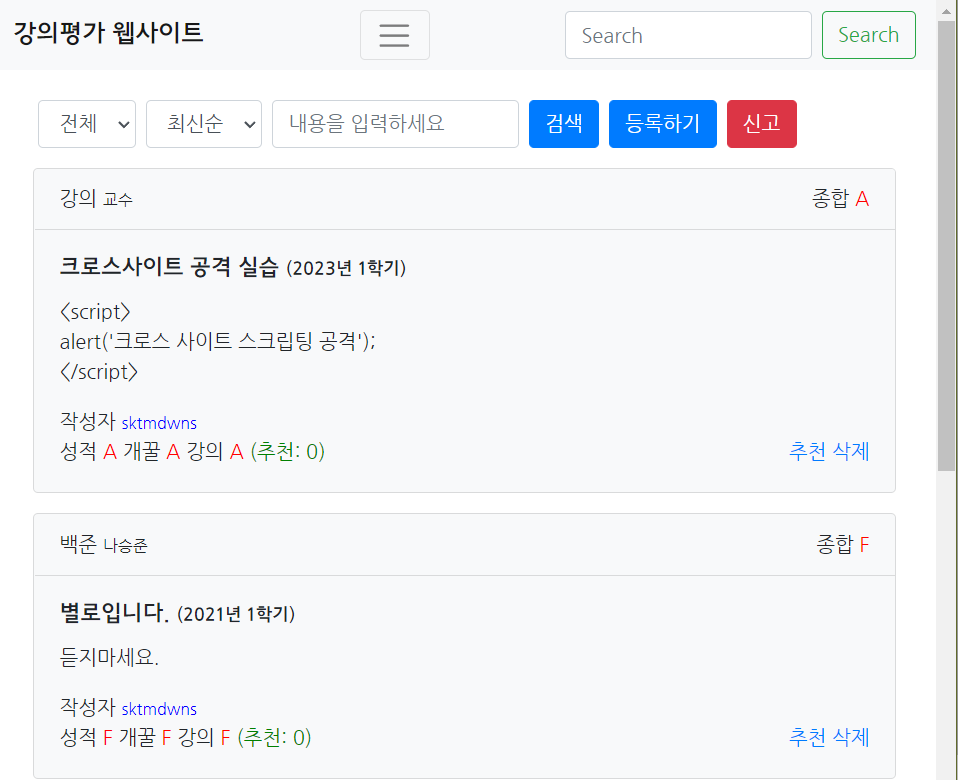 강의평가 웹사이트
Search Search
전체 최신순 내용을 입력하세요 검색 등록하기 신고
강의 교수 종합 A
크로스사이트 공격 실습 (2023년 1학기)
<script>
alert('크로스 사이트 스크립팅 공격');
</script>
작성자 sktmdwns
성적 A 개꿀 A 강의 A (추천: 0) 추천 삭제
백준 나승준 종합 F
별로입니다. (2021년 1학기)
듣지마세요.
작성자 sktmdwns
성적 F 개꿀 F 강의 F (추천: 0) 추천 삭제